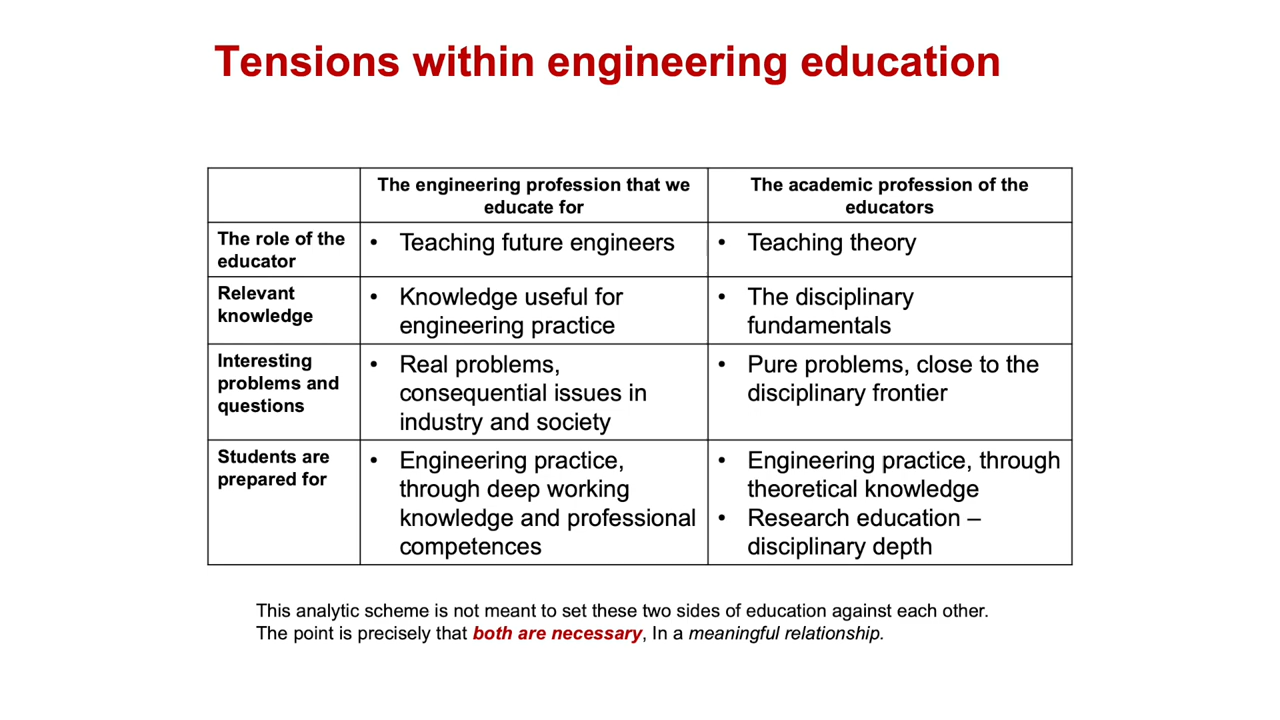 Tensions within engineering education
The engineering profession that we
educate for
The academic profession of the
educators
The role of the
educator
• Teaching future engineers
• Teaching theory
Relevant
knowledge
• Knowledge useful for
engineering practice
• The disciplinary
fundamentals
Interesting
problems and
questions
• Real problems,
consequential issues in
industry and society
• Pure problems, close to the
disciplinary frontier
Students are
prepared for
• Engineering practice,
through deep working
knowledge and professional
competences
• Engineering practice, through
theoretical knowledge
• Research education –
disciplinary depth
This analytic scheme is not meant to set these two sides of education against each other.
The point is precisely that both are necessary, In a meaningful relationship.